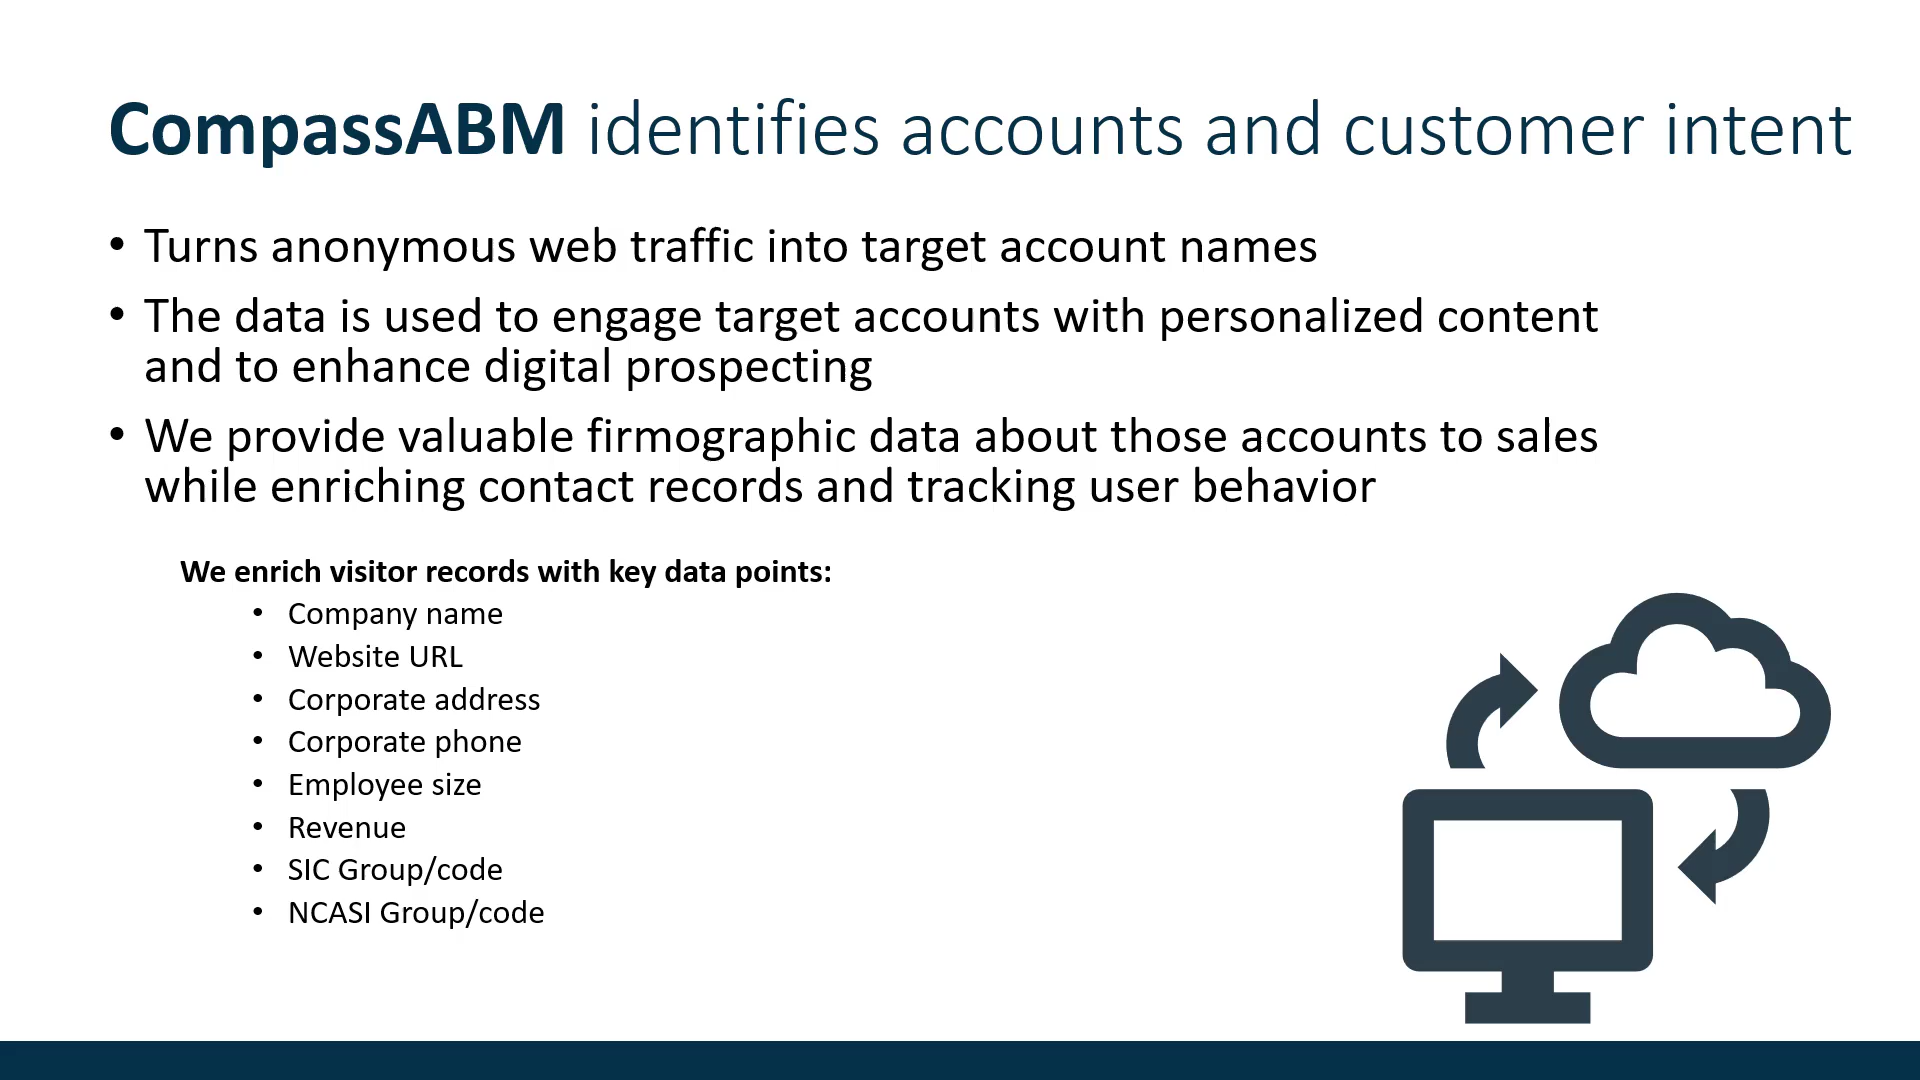 CompassABM identifies accounts and customer intent
• Turns anonymous web traffic into target account names
• The data is used to engage target accounts with personalized content
and to enhance digital prospecting
• We provide valuable firmographic data about those accounts to sales
while enriching contact records and tracking user behavior
We enrich visitor records with key data points:
• Company name
• Website URL
• Corporate address
• Corporate phone
• Employee size
• Revenue
• SIC Group/code
• NCASI Group/code